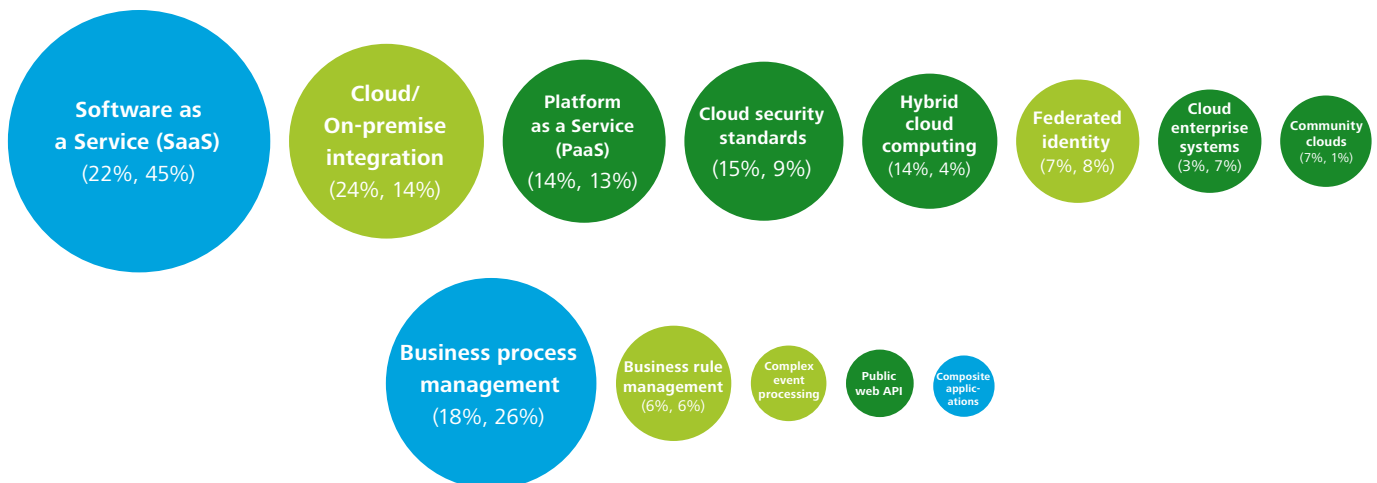 Software as
a Service (SaaS)
(22%, 45%)
Cloud/
On-premise
integration
(24%, 14%)
Platform
as a Service
(PaaS)
(14%, 13%)
Cloud security
standards
(15%, 9%)
Hybrid
cloud
computing
(14%, 4%)
Federated
identity
(7%, 8%)
Cloud
enterprise
systems
(3%, 7%)
Community
clouds
(7%, 1%)
Business process
management
(18%, 26%)
Business rule
management
(6%, 6%)
Complex
event
processing
Public
web API
Composite
applic-
ations